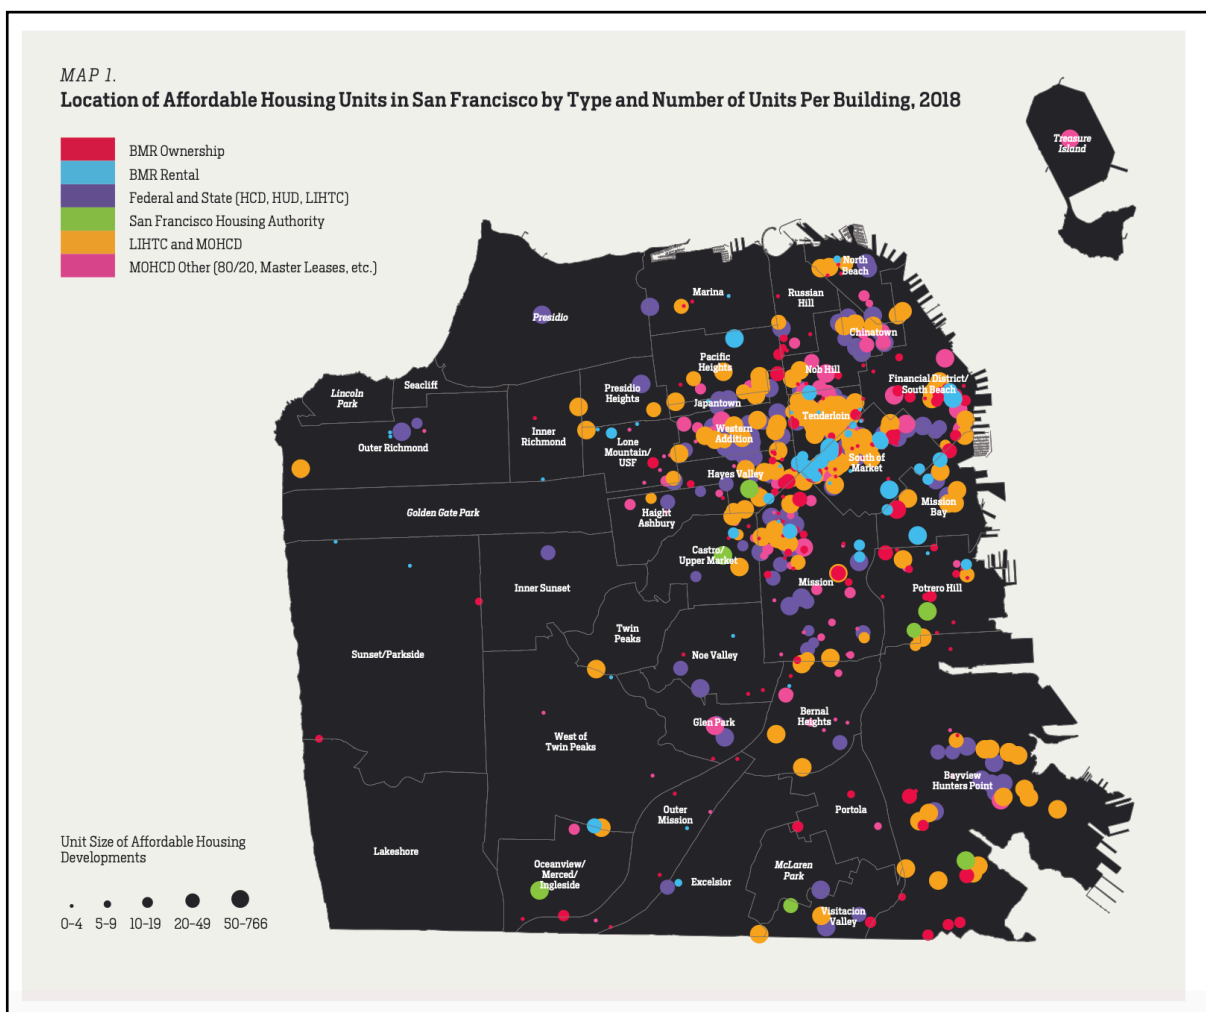 MAP 1.
Location of Affordable Housing Units in San Francisco by Type and Number of Units Per Building, 2018
BMR Ownership
BMR Rental
Federal and State (HCD, HUD, LIHTC)
San Francisco Housing Authority
LIHTC and MOHCD
MOHCD Other (80/20, Master Leases, etc.)
Treasure
Island
North
Beach
Marina
Russian
Hill
Presidio
Chinatown
Pacific
Heights
Nob Hill
Financial District/
South Beach
Seacliff
Lincoln
Park
Presidio
Heights
Japantown
Tenderloin
Outer Richmond
Inner
Richmond
Lone
Mountain/
USF
Western
Addition
South of
Market
Hayes Valley
Mission
Bay
Golden Gate Park
Haight
Ashbury
Castro/
Upper Market
Inner Sunset
Mission
Potrero Hill
Twin
Peaks
Sunset/Parkside
Noe Valley
Glen Park
Bernal
Heights
West of
Twin Peaks
Bayview
Hunters Point
Outer
Mission
Portola
Lakeshore
Oceanview/
Merced/
Ingleside
McLaren
Park
Excelsior
Visitacion
Valley
Unit Size of Affordable Housing
Developments
0–4 5–9 10–19 20–49 50–766